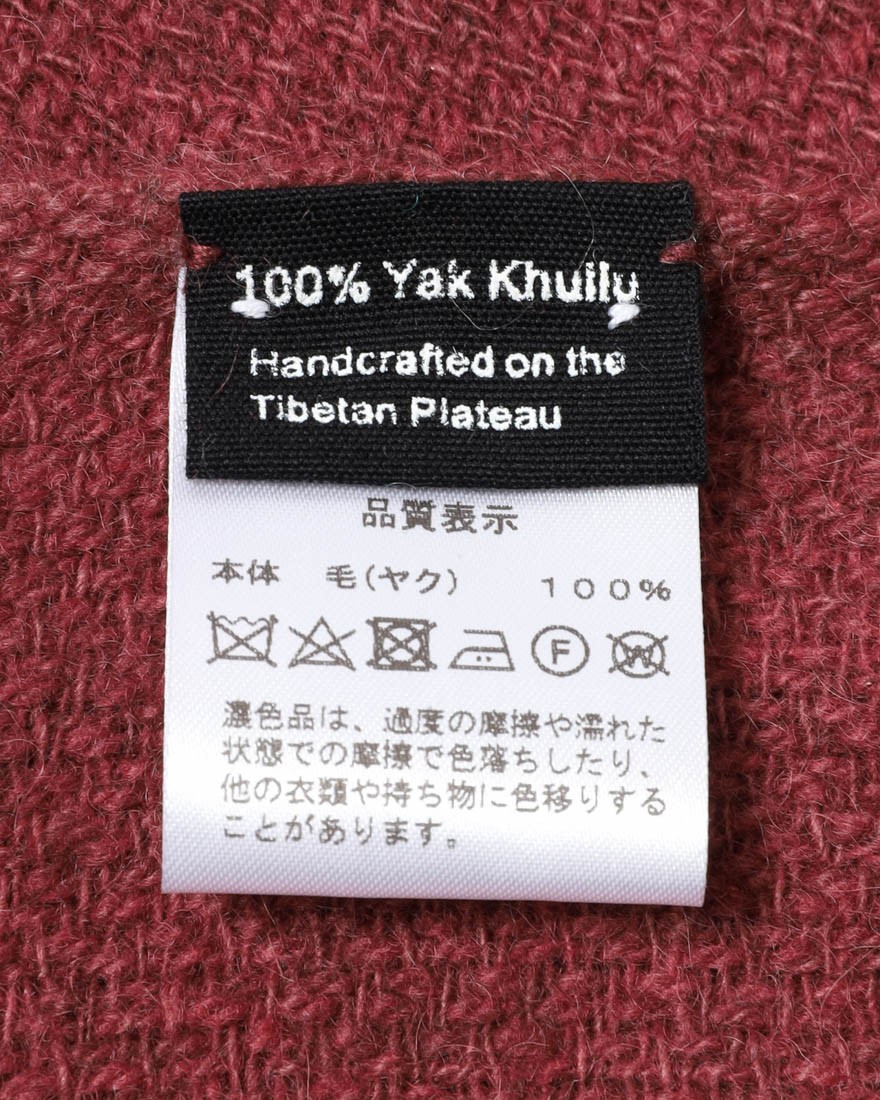 100% Yak Khullu
Handcrafted on the
Tibetan Plateau
品質表示
本体 毛(ヤク) 100%
F W
濃色品は、過度の摩擦や濡れた
状態での摩擦で色落ちしたり、
他の衣類や持ち物に色移りする
ことがあります。